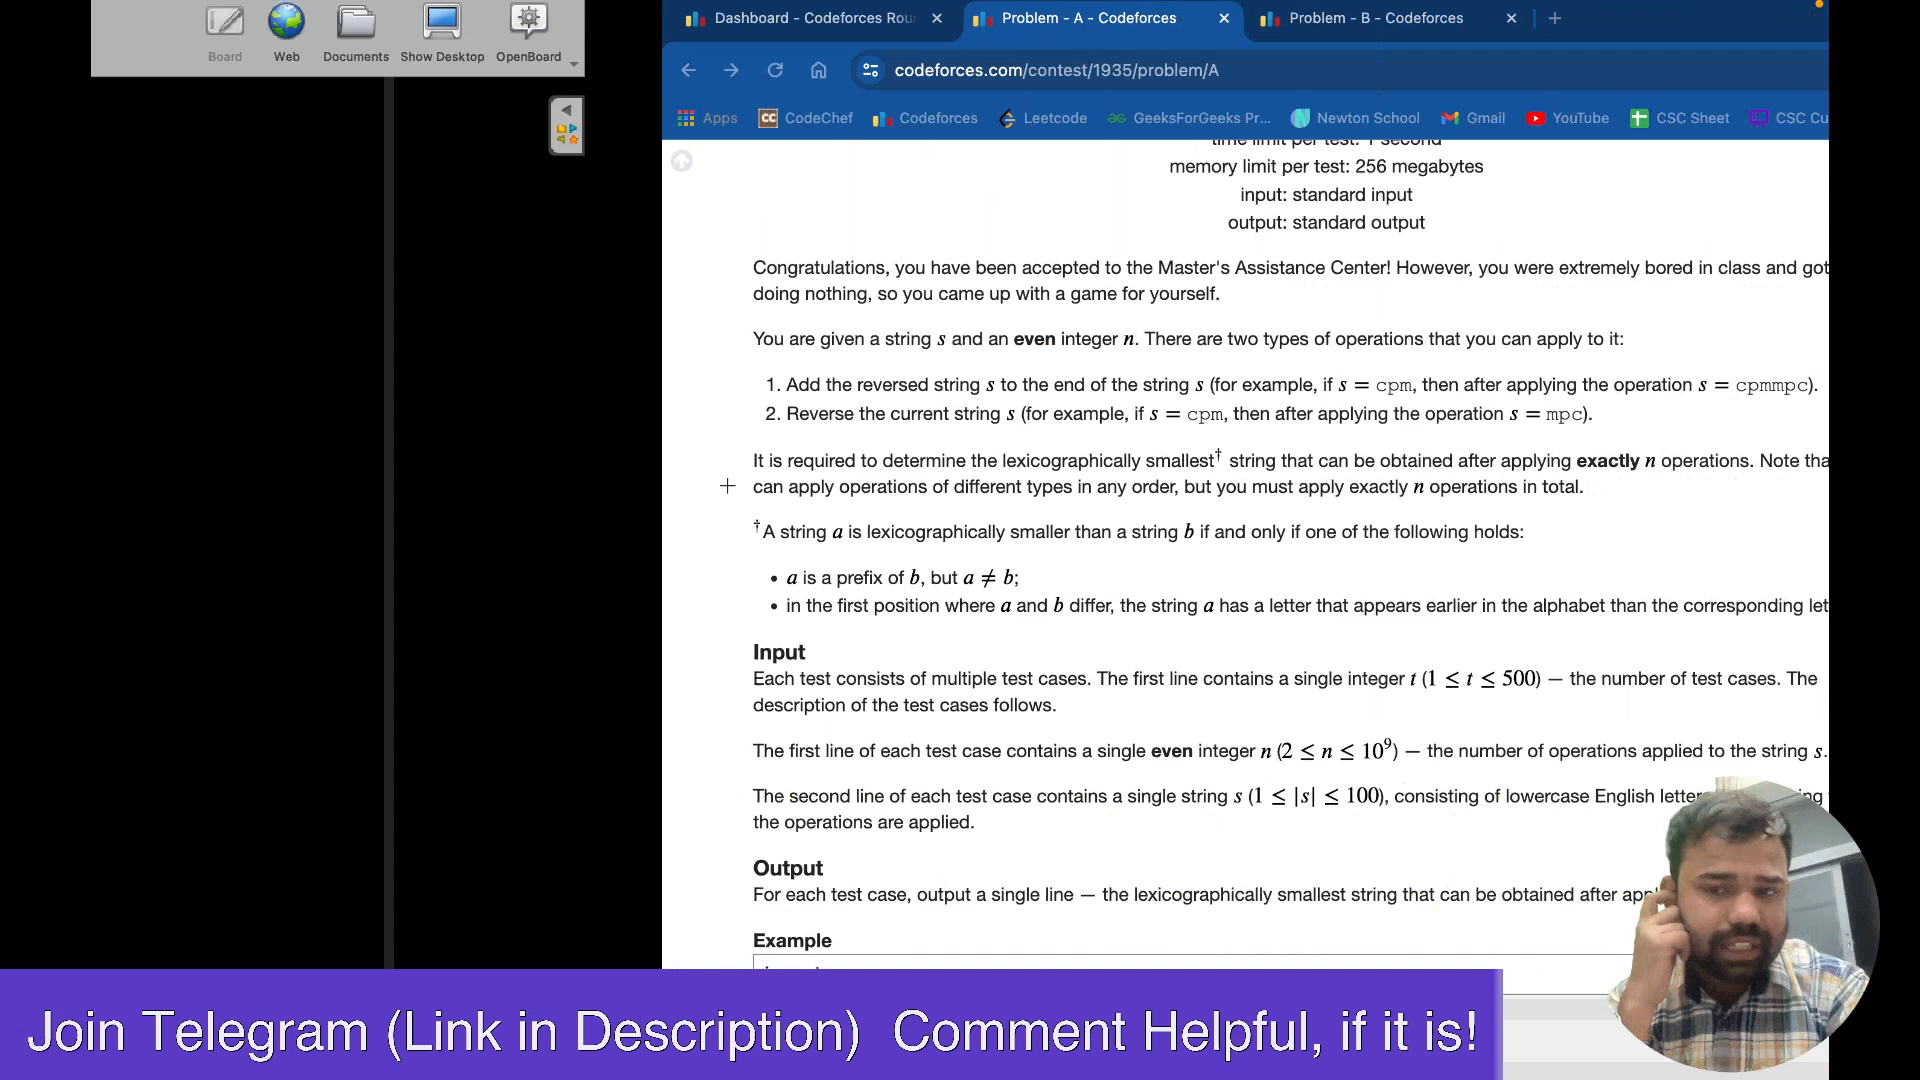 Board
Web
Documents
Show Desktop
OpenBoard
Dashboard - Codeforces Rou
Problem - A - Codeforces
Problem - B - Codeforces
codeforces.com/contest/1935/problem/A
Apps
CodeChef
Codeforces
Leetcode
GeeksForGeeks Pr...
Newton School
Gmail
YouTube
CSC Sheet
CSC Cu
time limit per test: 1 second
memory limit per test: 256 megabytes
input: standard input
output: standard output
Congratulations, you have been accepted to the Master's Assistance Center! However, you were extremely bored in class and got
doing nothing, so you came up with a game for yourself.
You are given a string s and an even integer n. There are two types of operations that you can apply to it:
1. Add the reversed string s to the end of the string s (for example, if s = cpm, then after applying the operation s = cpmmpc).
2. Reverse the current string s (for example, if s = cpm, then after applying the operation s = mpc).
It is required to determine the lexicographically smallest† string that can be obtained after applying exactly n operations. Note tha
can apply operations of different types in any order, but you must apply exactly n operations in total.
†A string a is lexicographically smaller than a string b if and only if one of the following holds:
• a is a prefix of b, but a ≠ b;
• in the first position where a and b differ, the string a has a letter that appears earlier in the alphabet than the corresponding let
Input
Each test consists of multiple test cases. The first line contains a single integer t (1 ≤ t ≤ 500) — the number of test cases. The
description of the test cases follows.
The first line of each test case contains a single even integer n (2 ≤ n ≤ 10⁹) — the number of operations applied to the string s.
The second line of each test case contains a single string s (1 ≤ |s| ≤ 100), consisting of lowercase English letter
the operations are applied.
Output
For each test case, output a single line — the lexicographically smallest string that can be obtained after app
Example
Join Telegram (Link in Description) Comment Helpful, if it is!